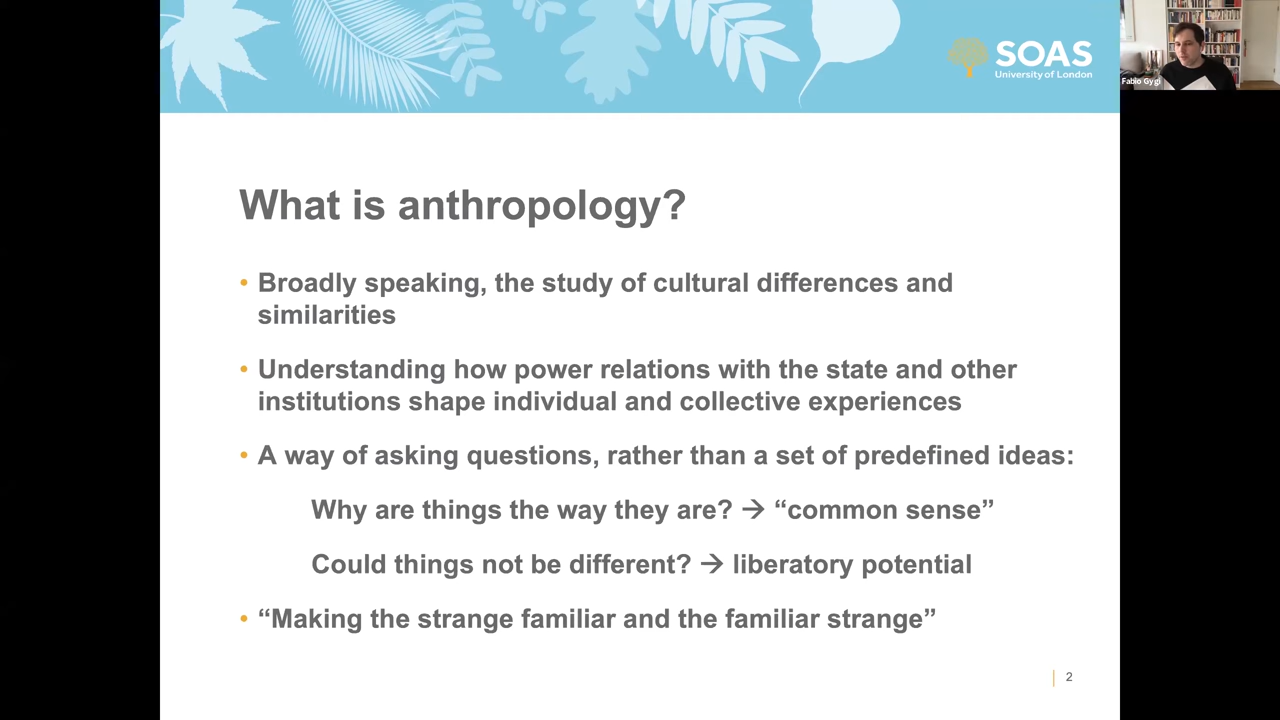 SOAS
University of London
Fabio Gygi
What is anthropology?
• Broadly speaking, the study of cultural differences and
similarities
• Understanding how power relations with the state and other
institutions shape individual and collective experiences
• A way of asking questions, rather than a set of predefined ideas:
Why are things the way they are? → “common sense”
Could things not be different? → liberatory potential
• “Making the strange familiar and the familiar strange”
2